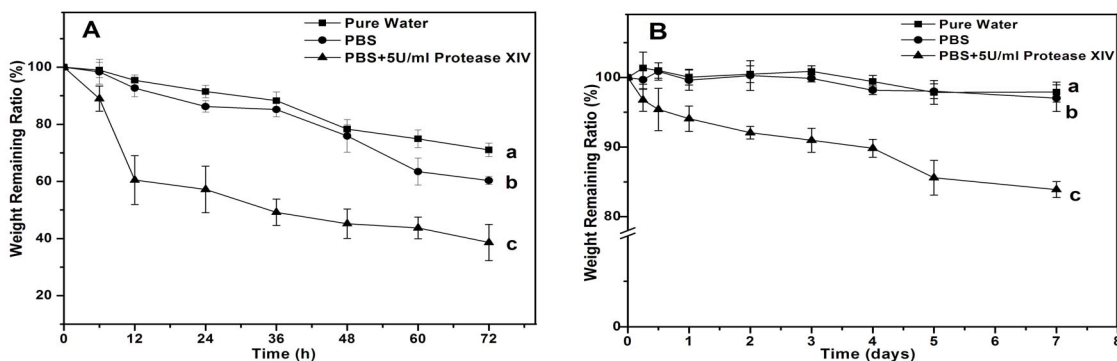 A
Pure Water
PBS
PBS+5U/ml Protease XIV
Weight Remaining Ratio (%)
100
80
60
40
20
a
b
c
0 12 24 36 48 60 72
Time (h)
B
Pure Water
PBS
PBS+5U/ml Protease XIV
Weight Remaining Ratio (%)
100
90
80
0
a
b
c
0 1 2 3 4 5 6 7 8
Time (days)